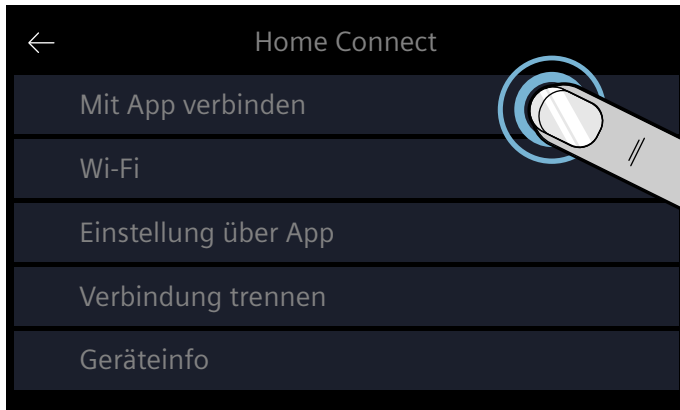 Home Connect
Mit App verbinden
Wi-Fi
Einstellung über App
Verbindung trennen
Geräteinfo